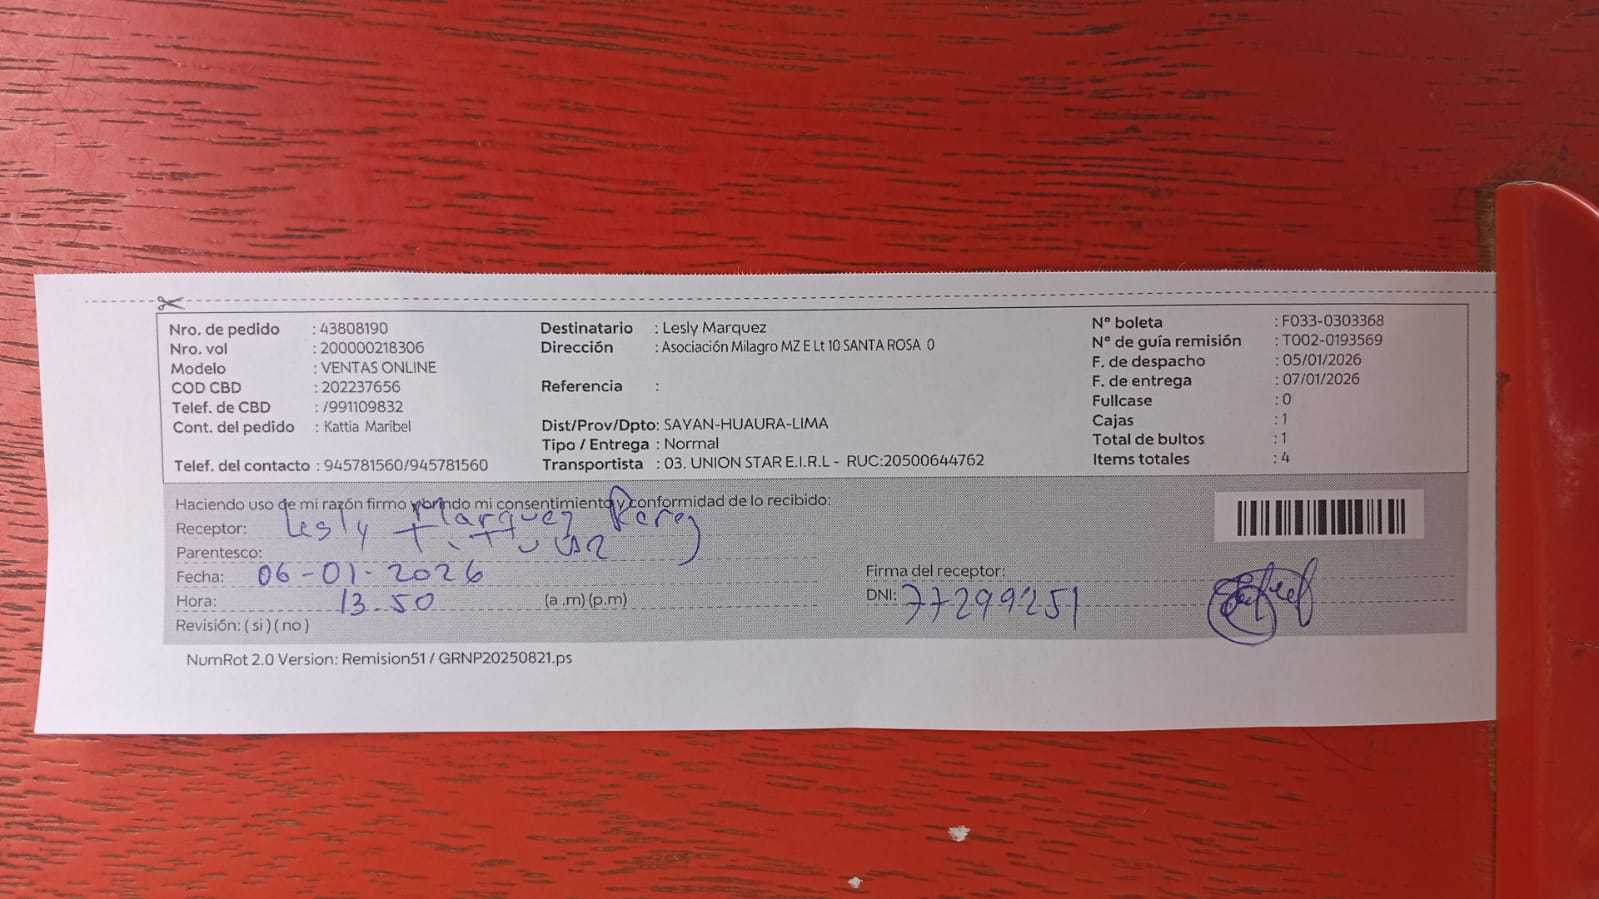 Nro. de pedido : 43808190
Nro. vol : 200000218306
Modelo : VENTAS ONLINE
COD CBD : 202237656
Telef. de CBD : /991109832
Cont. del pedido : Kattia Maribel
Telef. del contacto : 945781560/945781560
Destinatario : Lesly Marquez
Dirección : Asociación Milagro MZ E Lt 10 SANTA ROSA 0
Referencia :
Dist/Prov/Dpto: SAYAN-HUAURA-LIMA
Tipo / Entrega : Normal
Transportista : 03. UNION STAR E.I.R.L - RUC:20500644762
N° boleta : F033-0303368
N° de guía remisión : T002-0193569
F. de despacho : 05/01/2026
F. de entrega : 07/01/2026
Fullcase : 0
Cajas : 1
Total de bultos : 1
Items totales : 4
Haciendo uso de mi razón firmo y brindo mi consentimiento y conformidad de lo recibido:
Receptor: Lesly Marquez
Parentesco: Titular
Fecha: 06-01-2026
Hora: 13.50 (a .m) (p.m)
Revisión: ( si ) ( no )
Firma del receptor:
DNI: 77299251
NumRot 2.0 Version: Remision51 / GRNP20250821.ps